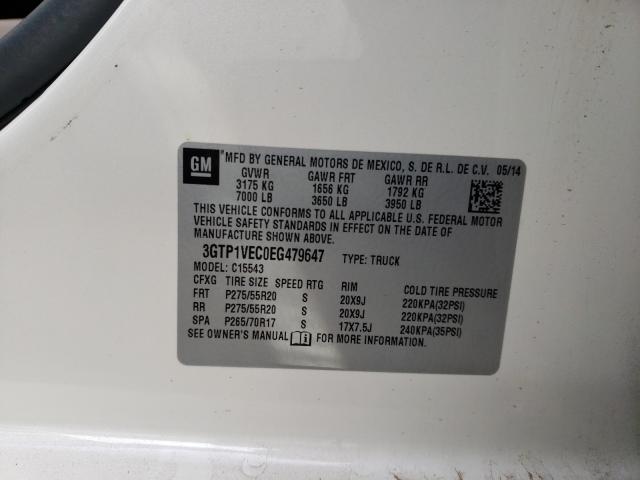 GM ®MFD BY GENERAL MOTORS DE MEXICO, S. DE R.L. DE C.V. 05/14
GVWR GAWR FRT GAWR RR
3175 KG 1656 KG 1792 KG
7000 LB 3650 LB 3950 LB
THIS VEHICLE CONFORMS TO ALL APPLICABLE U.S. FEDERAL MOTOR
VEHICLE SAFETY STANDARDS IN EFFECT ON THE DATE OF
MANUFACTURE SHOWN ABOVE.
3GTP1VEC0EG479647 TYPE: TRUCK
MODEL: C15543
CFXG TIRE SIZE SPEED RTG RIM COLD TIRE PRESSURE
FRT P275/55R20 S 20X9J 220KPA(32PSI)
RR P275/55R20 S 20X9J 220KPA(32PSI)
SPA P265/70R17 S 17X7.5J 240KPA(35PSI)
SEE OWNER'S MANUAL FOR MORE INFORMATION.